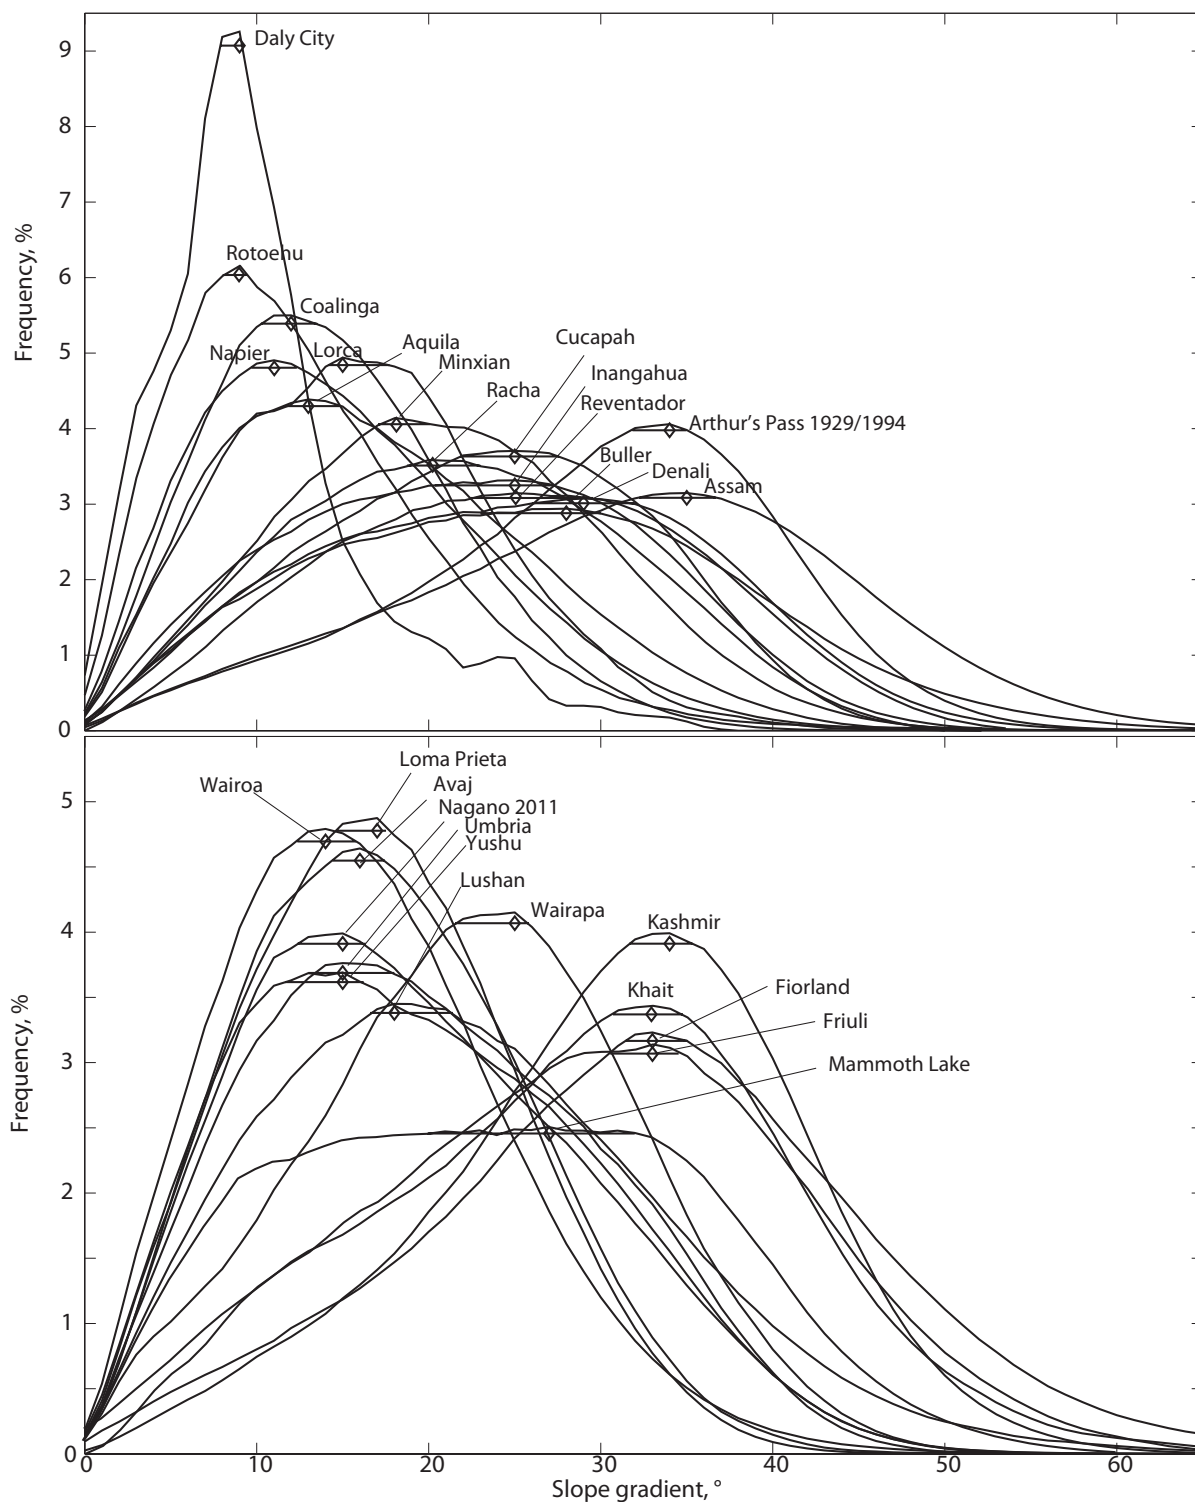 9
Daly City
8
7
Rotoehu
6
Coalinga
Cucapah
Aquila
Lorca
Napier
Minxian
5
Inangahua
Racha
Reventador
Arthur's Pass 1929/1994
4
Buller
Denali
Assam
3
2
1
0
Frequency, %
Loma Prieta
Wairoa
Avaj
5
Nagano 2011
Umbria
Yushu
Lushan
Wairapa
Kashmir
4
Khait
Fiorland
Friuli
Mammoth Lake
3
2
1
0
Frequency, %
0 10 20 30 40 50 60
Slope gradient, °